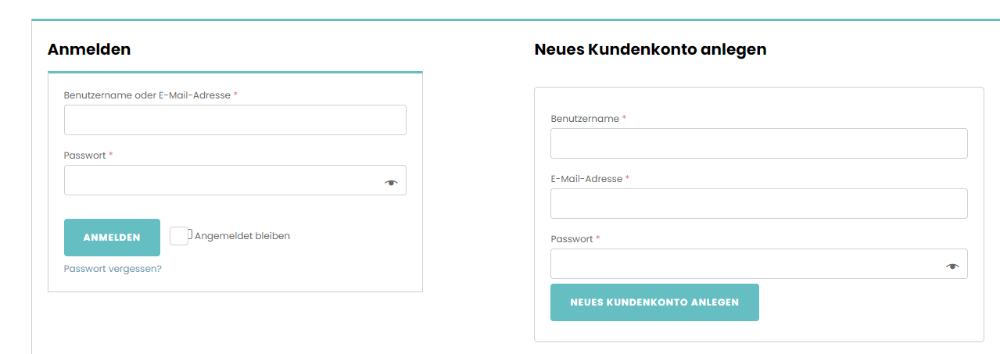 Anmelden
Benutzername oder E-Mail-Adresse *
Passwort *
ANMELDEN
Angemeldet bleiben
Passwort vergessen?
Neues Kundenkonto anlegen
Benutzername *
E-Mail-Adresse *
Passwort *
NEUES KUNDENKONTO ANLEGEN